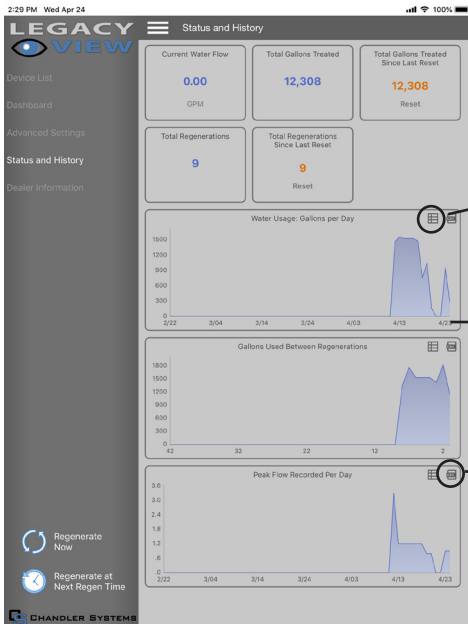 2:29 PM Wed Apr 24
100%
LEGACY
VIEW
Status and History
Device List
Dashboard
Advanced Settings
Status and History
Dealer Information
Current Water Flow
0.00
GPM
Total Gallons Treated
12,308
Total Gallons Treated
Since Last Reset
12,308
Reset
Total Regenerations
9
Total Regenerations
Since Last Reset
9
Reset
Water Usage: Gallons per Day
1500
1200
900
600
300
0
2/22 3/04 3/14 3/24 4/03 4/13 4/23
Gallons Used Between Regenerations
1800
1500
1200
900
600
300
0
42 32 22 12 2
Peak Flow Recorded Per Day
3.6
3.0
2.4
1.8
1.2
.6
.0
2/22 3/04 3/14 3/24 4/03 4/13 4/23
Regenerate
Now
Regenerate at
Next Regen Time
CHANDLER SYSTEMS